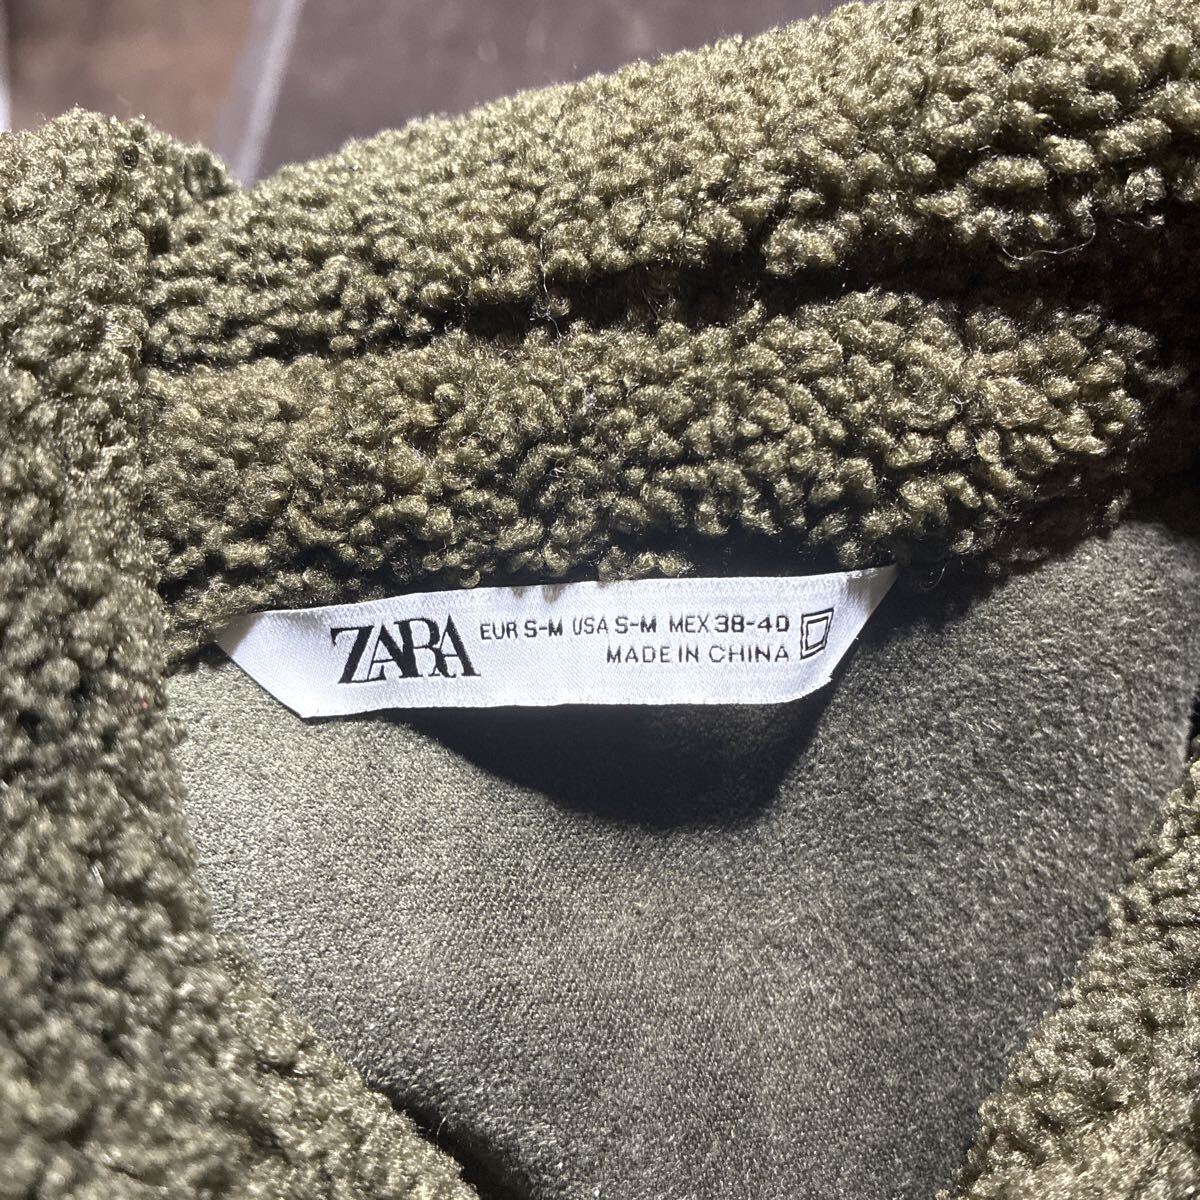 ZARA EUR S-M USA S-M MEX 38-40
MADE IN CHINA